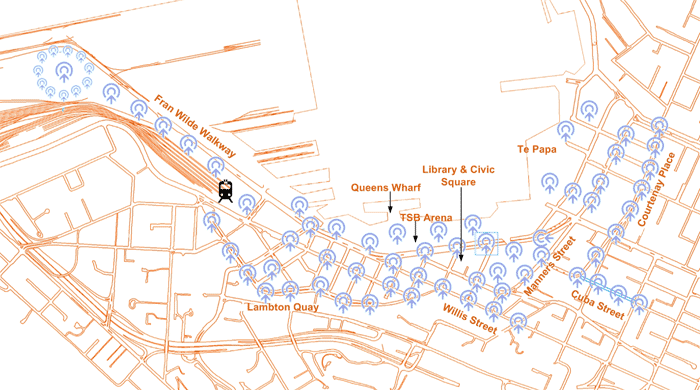 Fran Wilde Walkway
Te Papa
Courtenay Place
Library & Civic
Square
Queens Wharf
TSB Arena
Manners Street
Cuba Street
Lambton Quay
Willis Street